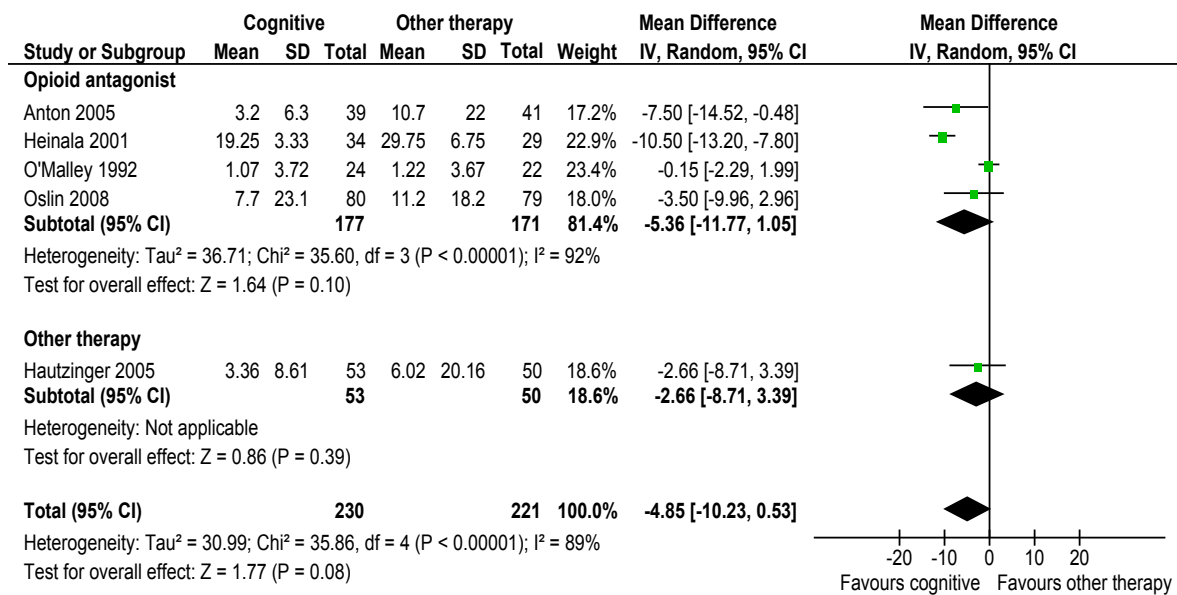 Cognitive Other therapy Mean Difference Mean Difference
Study or Subgroup Mean SD Total Mean SD Total Weight IV, Random, 95% CI IV, Random, 95% CI
Opioid antagonist
Anton 2005 3.2 6.3 39 10.7 22 41 17.2% -7.50 [-14.52, -0.48]
Heinala 2001 19.25 3.33 34 29.75 6.75 29 22.9% -10.50 [-13.20, -7.80]
O'Malley 1992 1.07 3.72 24 1.22 3.67 22 23.4% -0.15 [-2.29, 1.99]
Oslin 2008 7.7 23.1 80 11.2 18.2 79 18.0% -3.50 [-9.96, 2.96]
Subtotal (95% CI) 177 171 81.4% -5.36 [-11.77, 1.05]
Heterogeneity: Tau² = 36.71; Chi² = 35.60, df = 3 (P < 0.00001); I² = 92%
Test for overall effect: Z = 1.64 (P = 0.10)
Other therapy
Hautzinger 2005 3.36 8.61 53 6.02 20.16 50 18.6% -2.66 [-8.71, 3.39]
Subtotal (95% CI) 53 50 18.6% -2.66 [-8.71, 3.39]
Heterogeneity: Not applicable
Test for overall effect: Z = 0.86 (P = 0.39)
Total (95% CI) 230 221 100.0% -4.85 [-10.23, 0.53]
Heterogeneity: Tau² = 30.99; Chi² = 35.86, df = 4 (P < 0.00001); I² = 89%
Test for overall effect: Z = 1.77 (P = 0.08)
-20 -10 0 10 20
Favours cognitive Favours other therapy